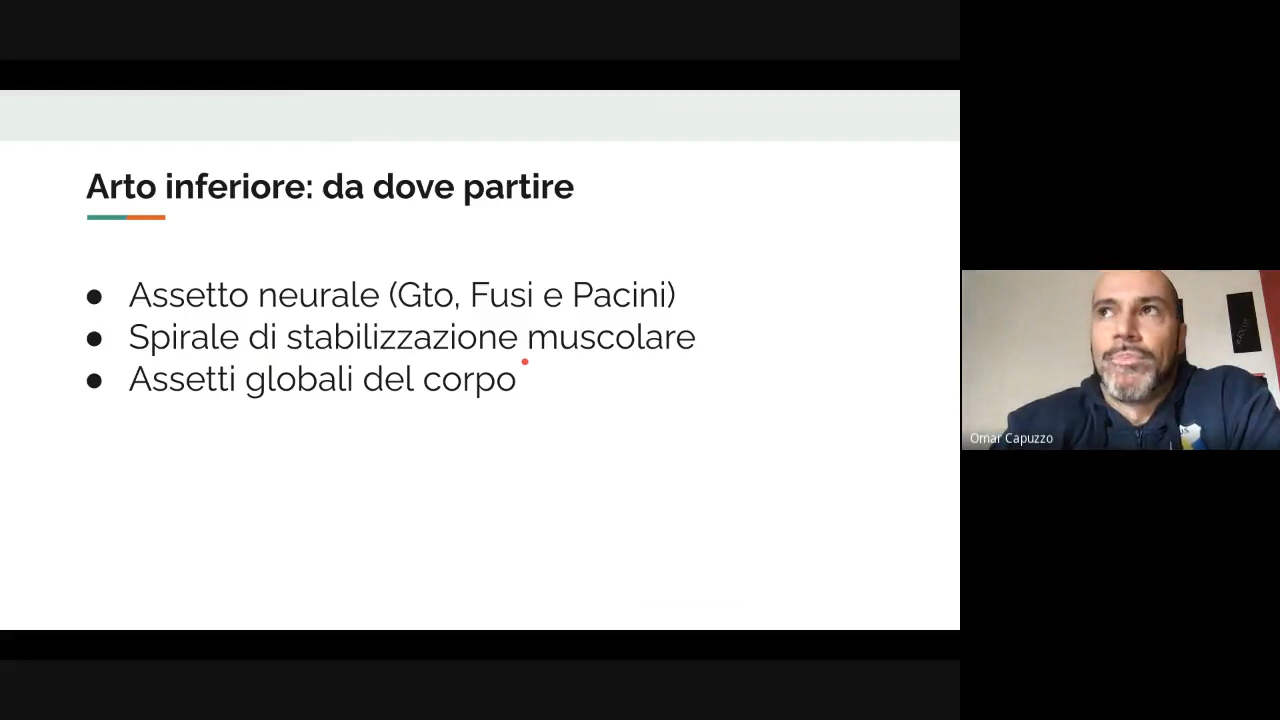 Arto inferiore: da dove partire
● Assetto neurale (Gto, Fusi e Pacini)
● Spirale di stabilizzazione muscolare
● Assetti globali del corpo
Omar Capuzzo